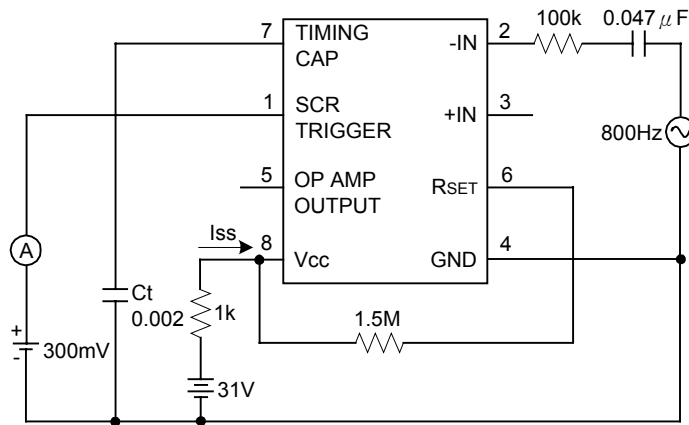 7 TIMING CAP
-IN 2
100k
0.047μF
1 SCR TRIGGER
+IN 3
800Hz
5 OP AMP OUTPUT
RSET 6
Iss
8 Vcc
GND 4
A
Ct
0.002
1k
1.5M
+
-
300mV
31V